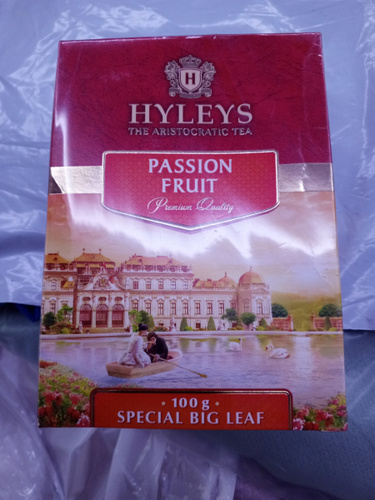 H
HYLEYS
THE ARISTOCRATIC TEA
PASSION
FRUIT
Premium Quality
100 g
SPECIAL BIG LEAF